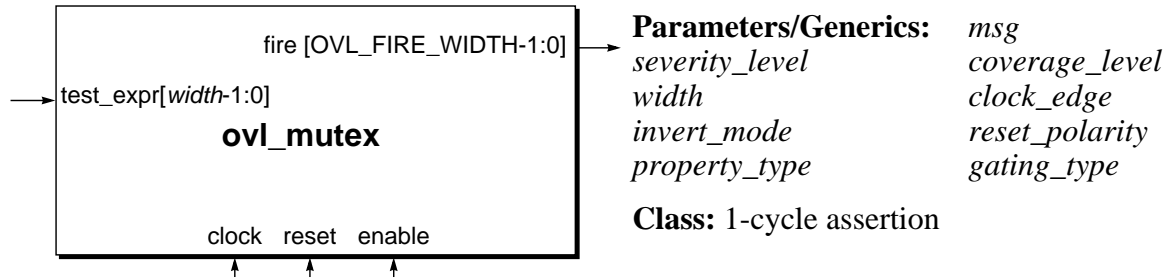 fire [OVL_FIRE_WIDTH-1:0]
test_expr[width-1:0]
ovl_mutex
clock reset enable
Parameters/Generics: msg
severity_level coverage_level
width clock_edge
invert_mode reset_polarity
property_type gating_type
Class: 1-cycle assertion